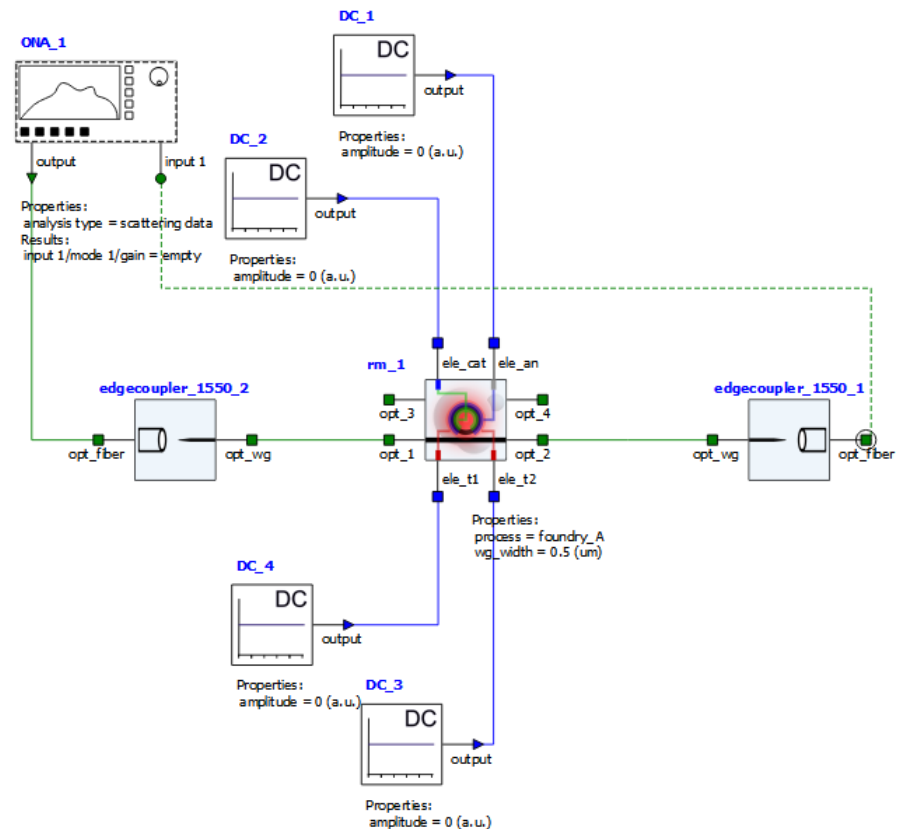 DC_1
DC
output
Properties:
amplitude = 0 (a.u.)
ONA_1
output
input 1
Properties:
analysis type = scattering data
Results:
input 1/mode 1/gain = empty
DC_2
DC
output
Properties:
amplitude = 0 (a.u.)
rm_1
ele_cat
ele_an
opt_3
opt_4
opt_1
opt_2
ele_t1
ele_t2
Properties:
process = foundry_A
wg_width = 0.5 (um)
edgecoupler_1550_2
opt_fiber
opt_wg
edgecoupler_1550_1
opt_wg
opt_fiber
DC_4
DC
output
Properties:
amplitude = 0 (a.u.)
DC_3
DC
output
Properties:
amplitude = 0 (a.u.)